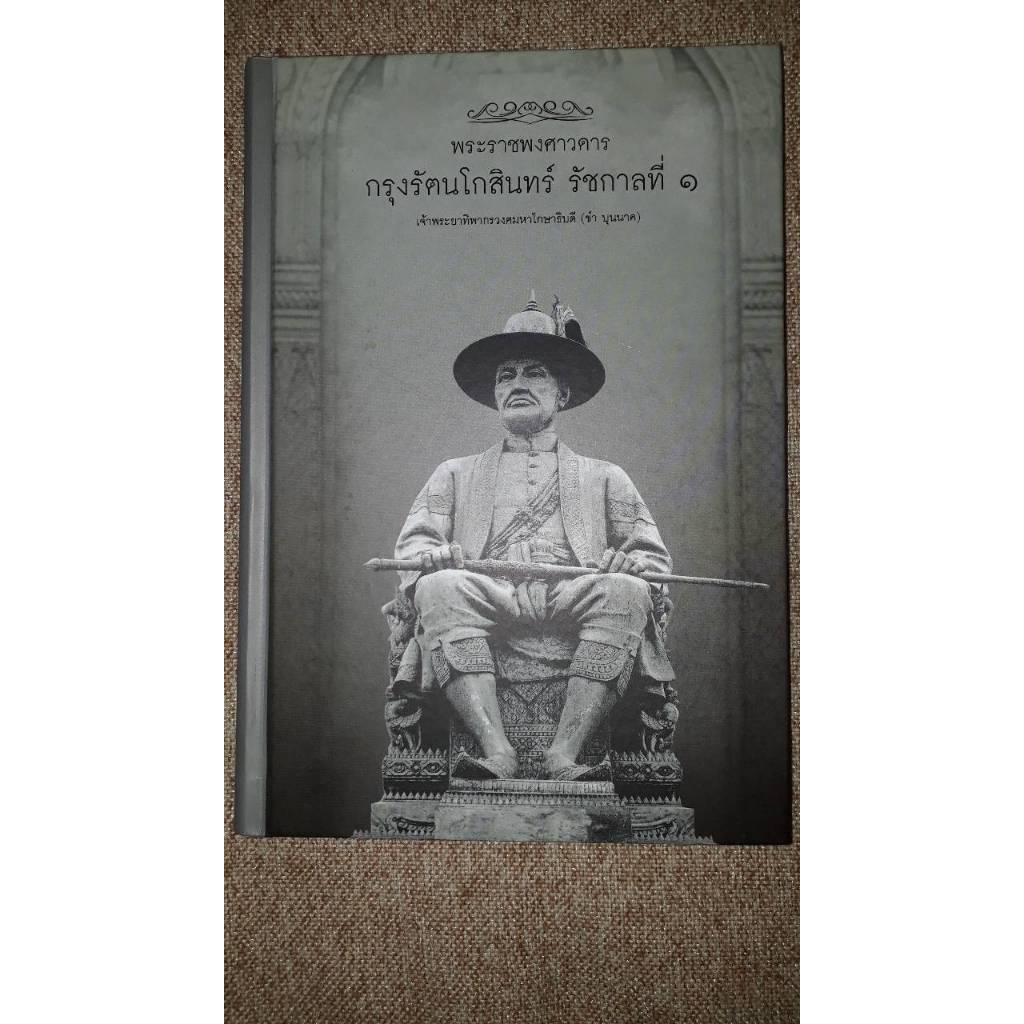 พระราชพงศาวดาร
กรุงรัตนโกสินทร์ รัชกาลที่ ๑
เจ้าพระยาทิพากรวงศมหาโกษาธิบดี (ขำ บุนนาค)